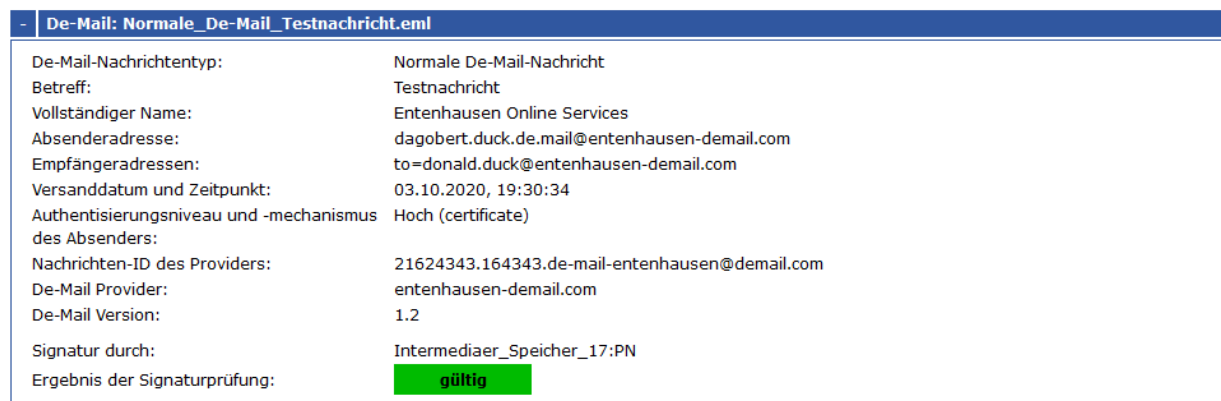 - De-Mail: Normale_De-Mail_Testnachricht.eml
De-Mail-Nachrichtentyp: Normale De-Mail-Nachricht
Betreff: Testnachricht
Vollständiger Name: Entenhausen Online Services
Absenderadresse: dagobert.duck.de.mail@entenhausen-demail.com
Empfängeradressen: to=donald.duck@entenhausen-demail.com
Versanddatum und Zeitpunkt: 03.10.2020, 19:30:34
Authentisierungsniveau und -mechanismus Hoch (certificate)
des Absenders:
Nachrichten-ID des Providers: 21624343.164343.de-mail-entenhausen@demail.com
De-Mail Provider: entenhausen-demail.com
De-Mail Version: 1.2
Signatur durch: Intermediaer_Speicher_17:PN
Ergebnis der Signaturprüfung: gültig